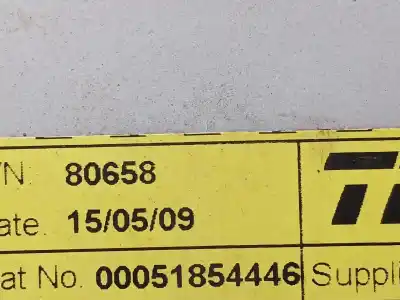 /N. 80658
ate. 15/05/09
at No. 00051854446 Suppli